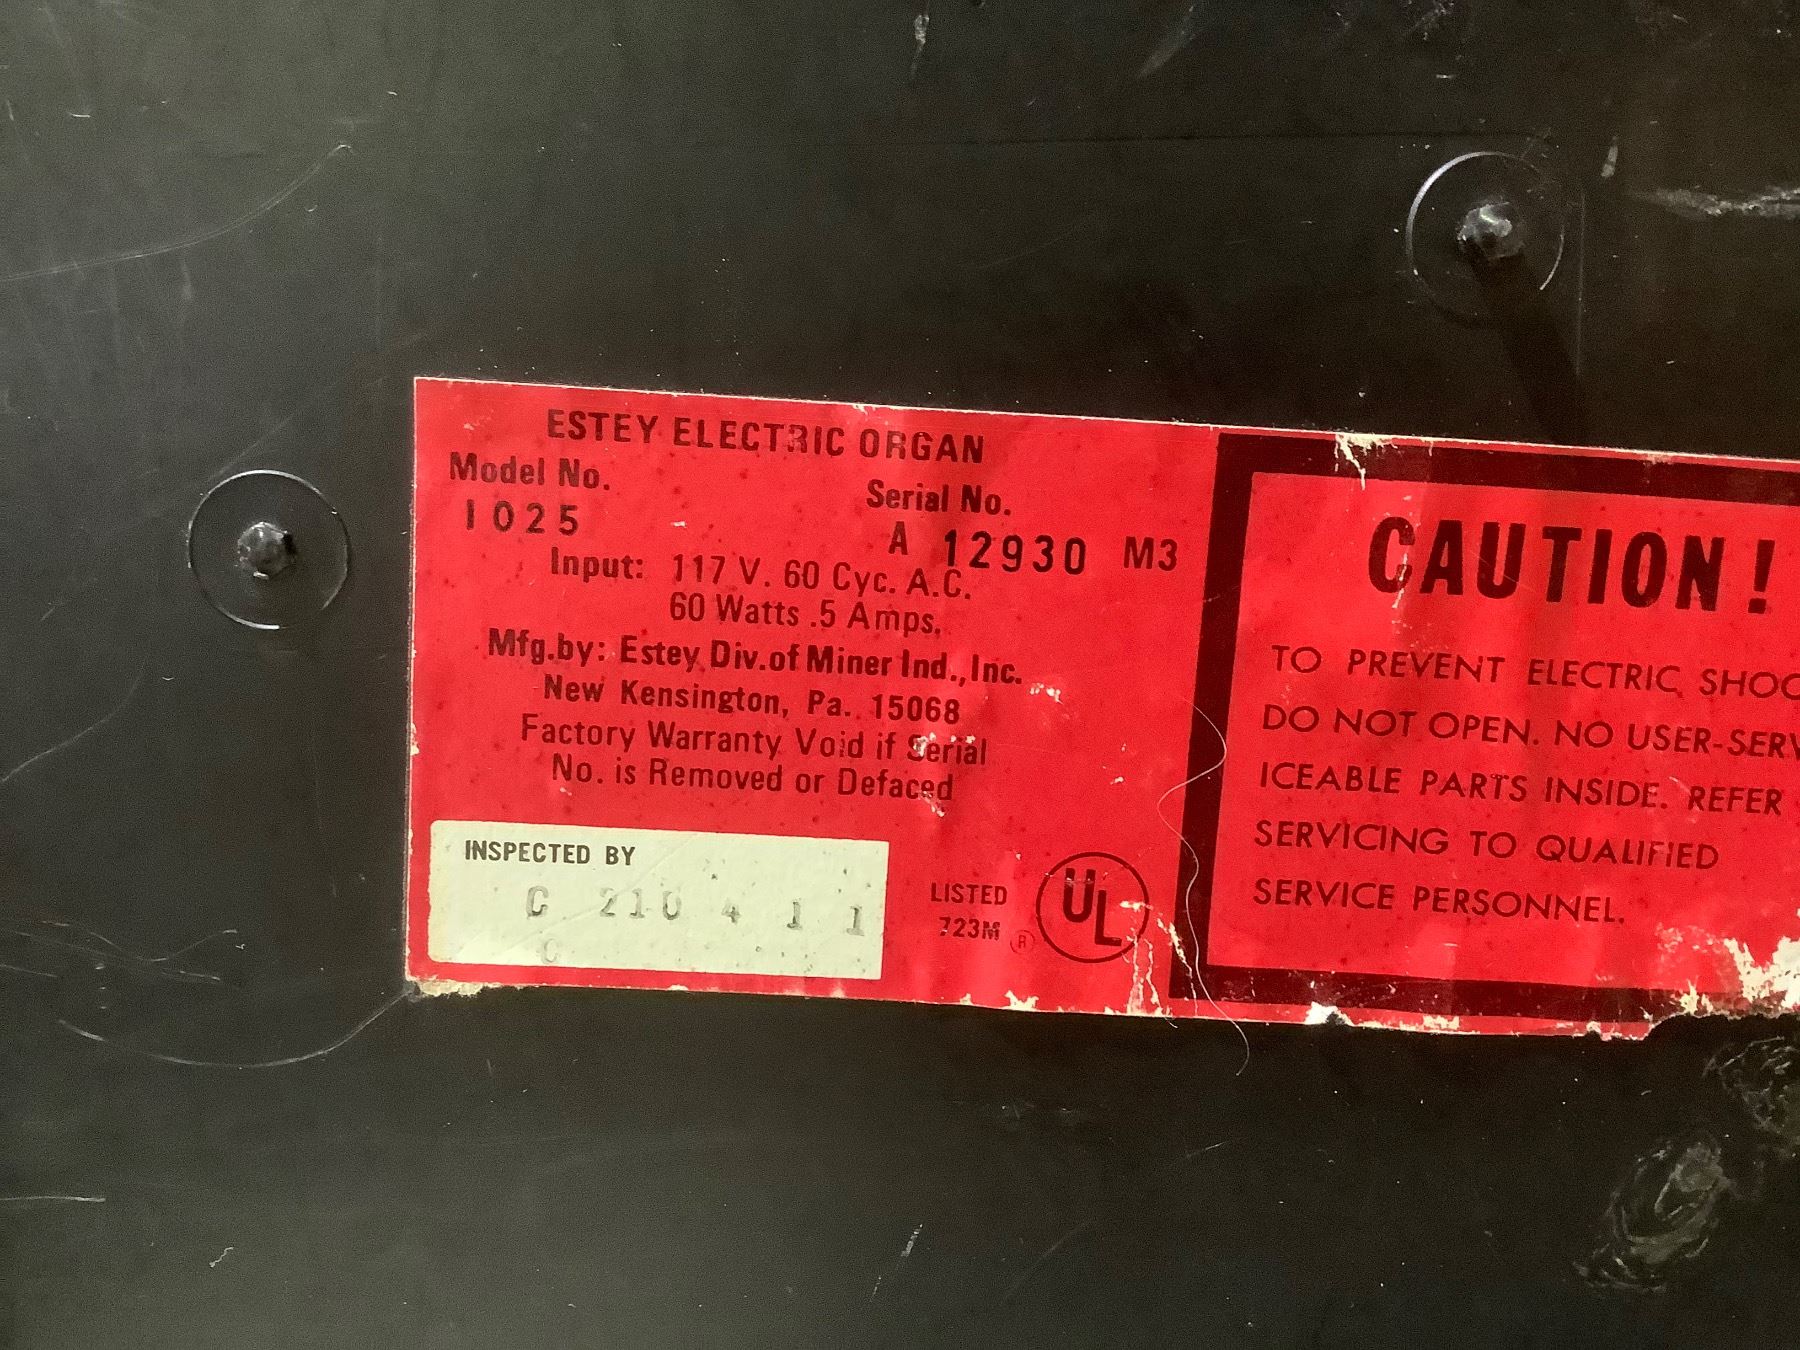 ESTEY ELECTRIC ORGAN
Model No.
Serial No.
1025
A 12930 M3
Input: 117 V. 60 Cyc. A.C.
60 Watts .5 Amps.
Mfg.by: Estey Div.of Miner Ind.,Inc.
New Kensington, Pa. 15068
Factory Warranty Void if Serial
No. is Removed or Defaced
INSPECTED BY
C 210 4 1 1
C
LISTED
723M
®
UL
CAUTION!
TO PREVENT ELECTRIC SHOC
DO NOT OPEN. NO USER-SERV
ICEABLE PARTS INSIDE. REFER
SERVICING TO QUALIFIED
SERVICE PERSONNEL.